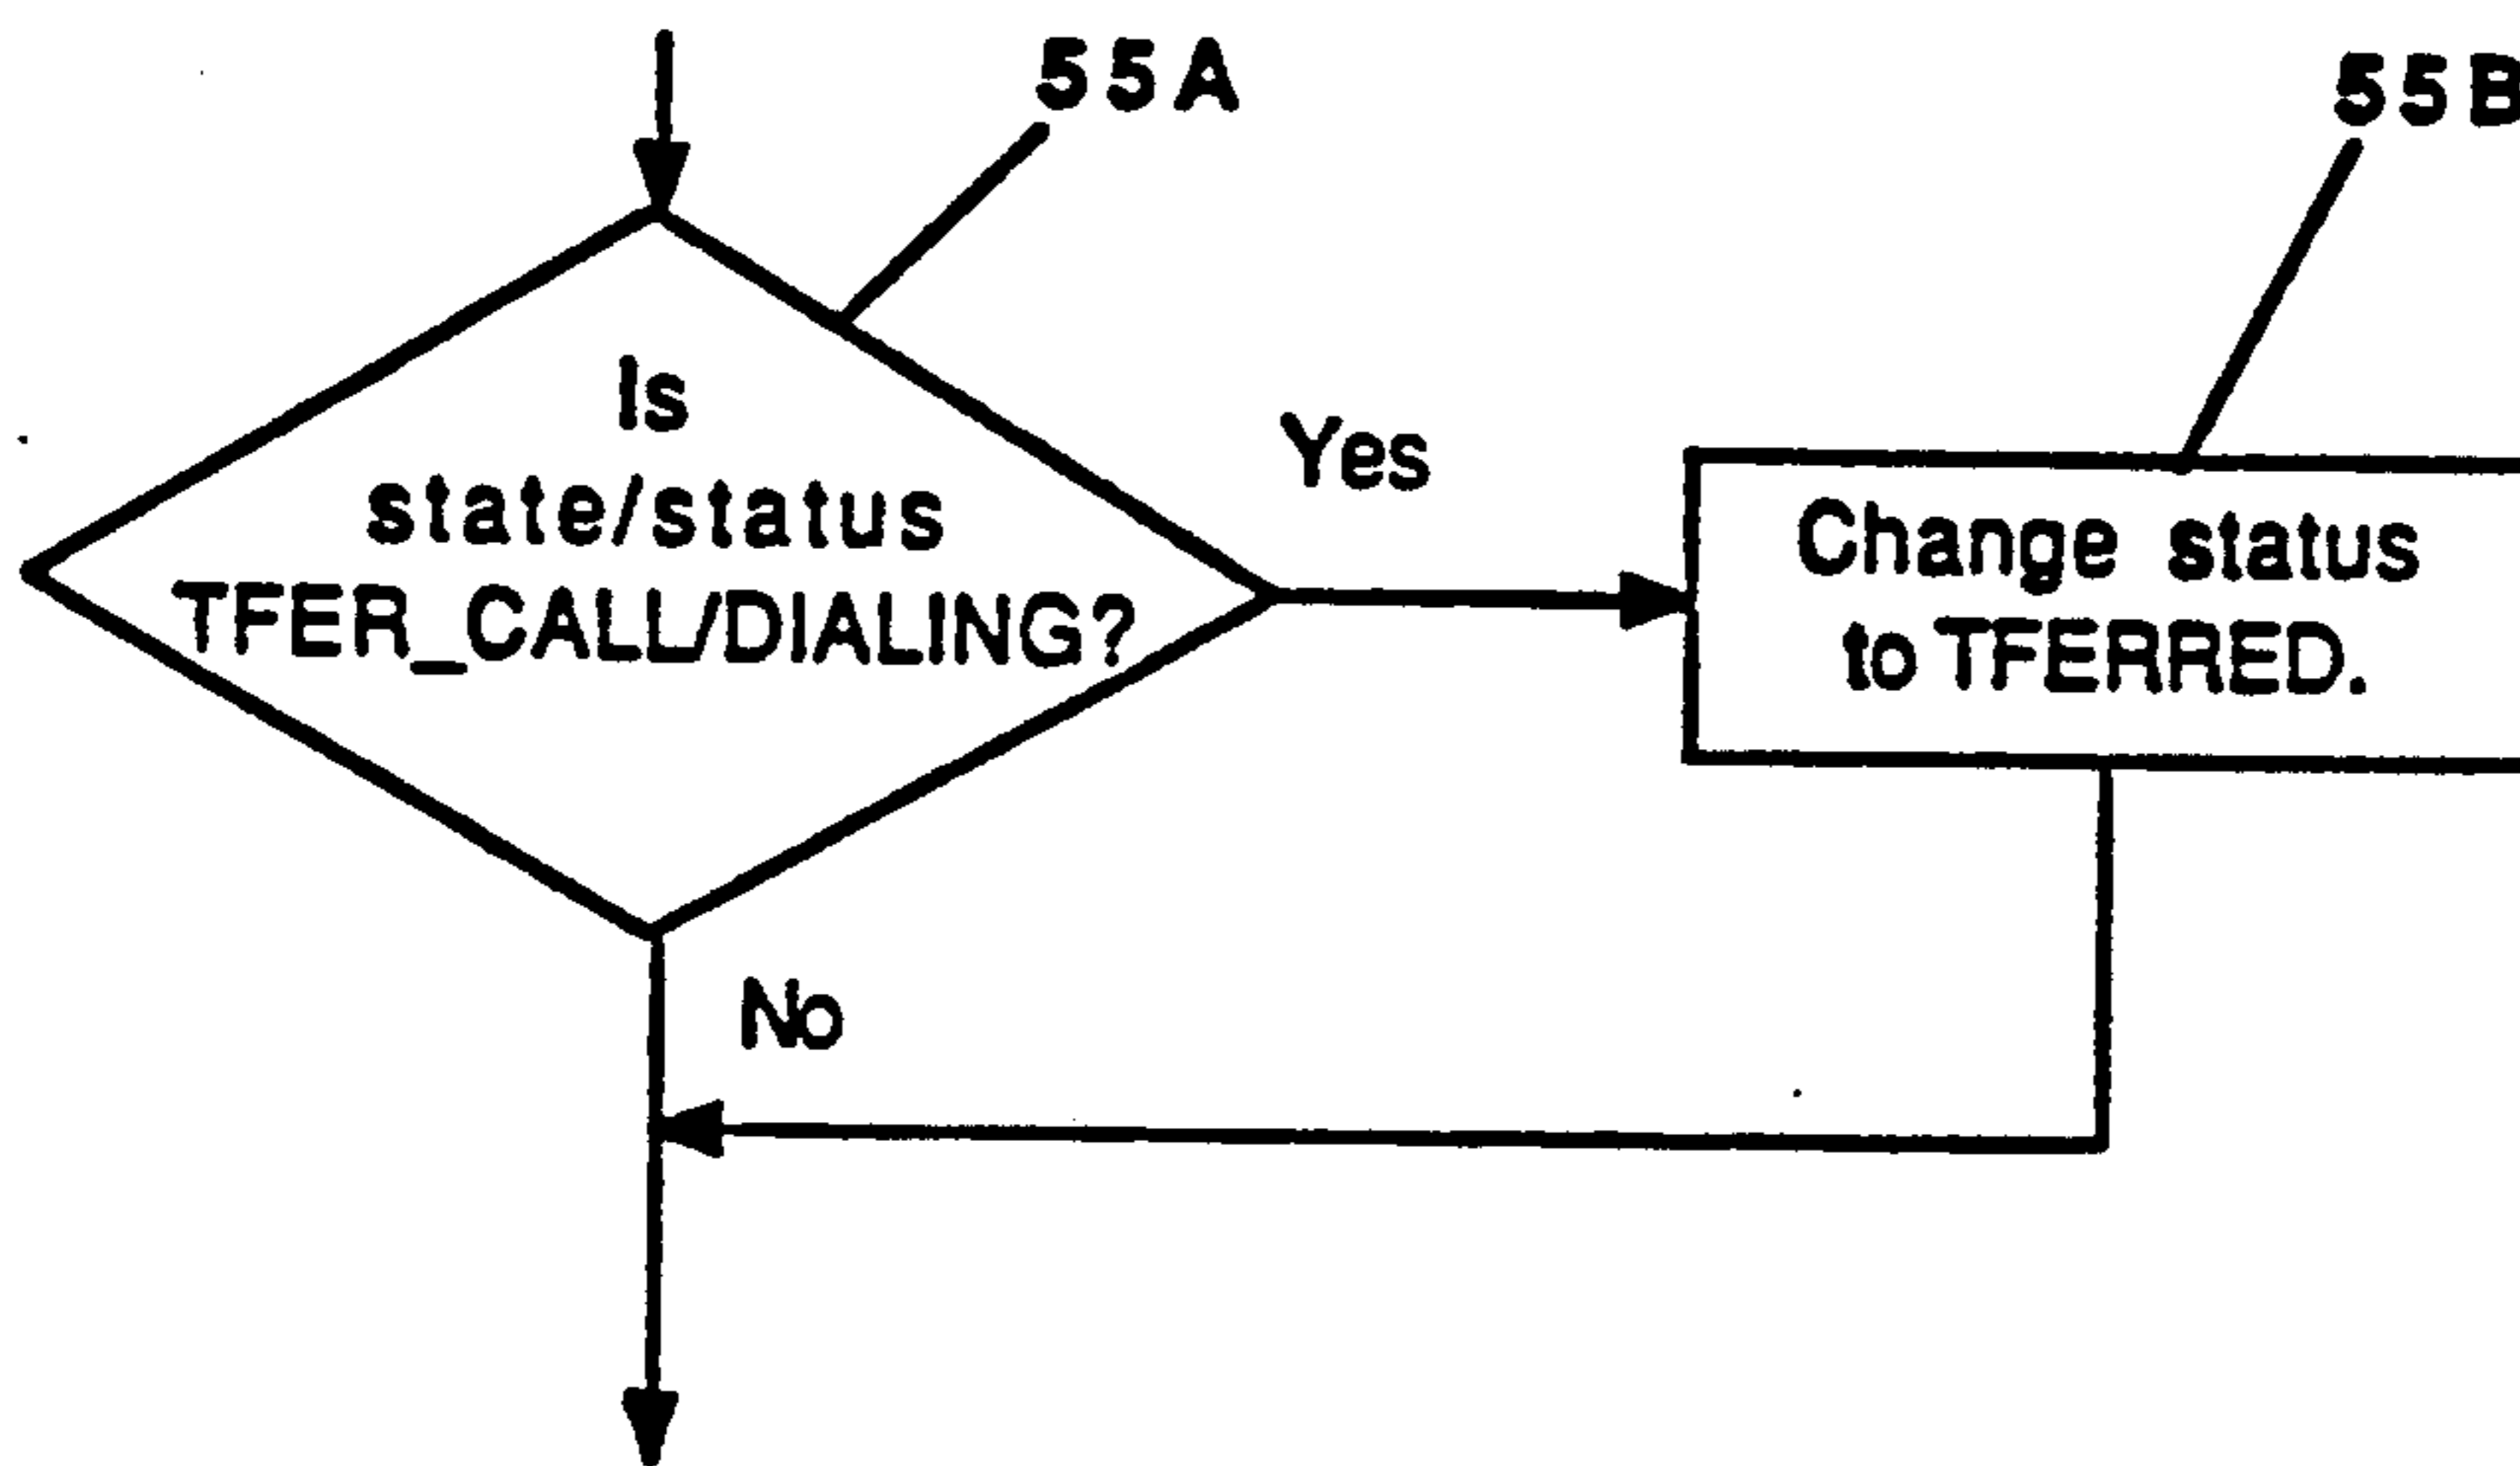 55A
55B
Is
state/status
TFER_CALL/DIALING?
Yes
Change status
to TFERRED.
No